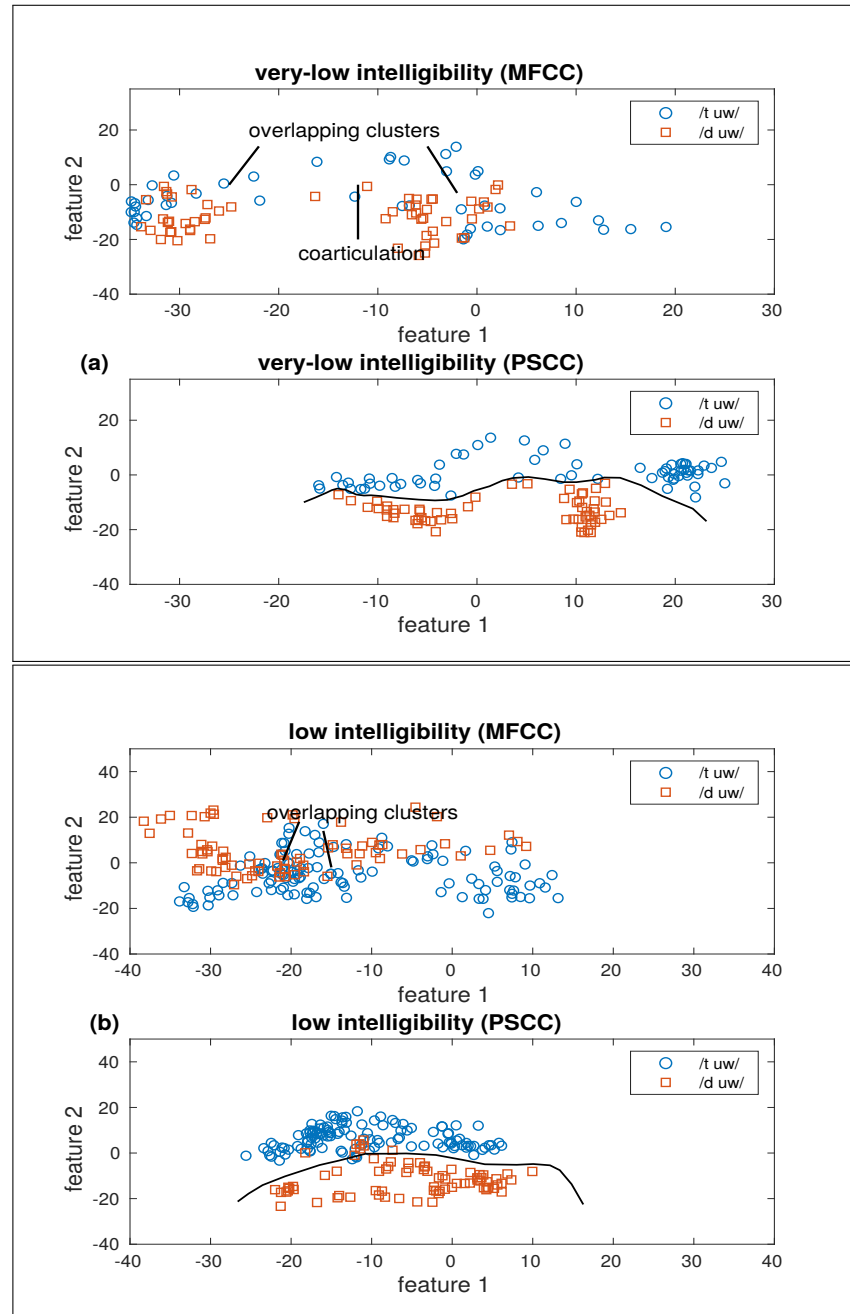 very-low intelligibility (MFCC)
/t uw/
/d uw/
overlapping clusters
coarticulation
feature 2
20
0
-20
-40
-30
-20
-10
0
10
20
30
feature 1
(a)
very-low intelligibility (PSCC)
/t uw/
/d uw/
feature 2
20
0
-20
-40
-30
-20
-10
0
10
20
30
feature 1
low intelligibility (MFCC)
/t uw/
/d uw/
overlapping clusters
feature 2
40
20
0
-20
-40
-40
-30
-20
-10
0
10
20
30
40
feature 1
(b)
low intelligibility (PSCC)
/t uw/
/d uw/
feature 2
40
20
0
-20
-40
-40
-30
-20
-10
0
10
20
30
40
feature 1